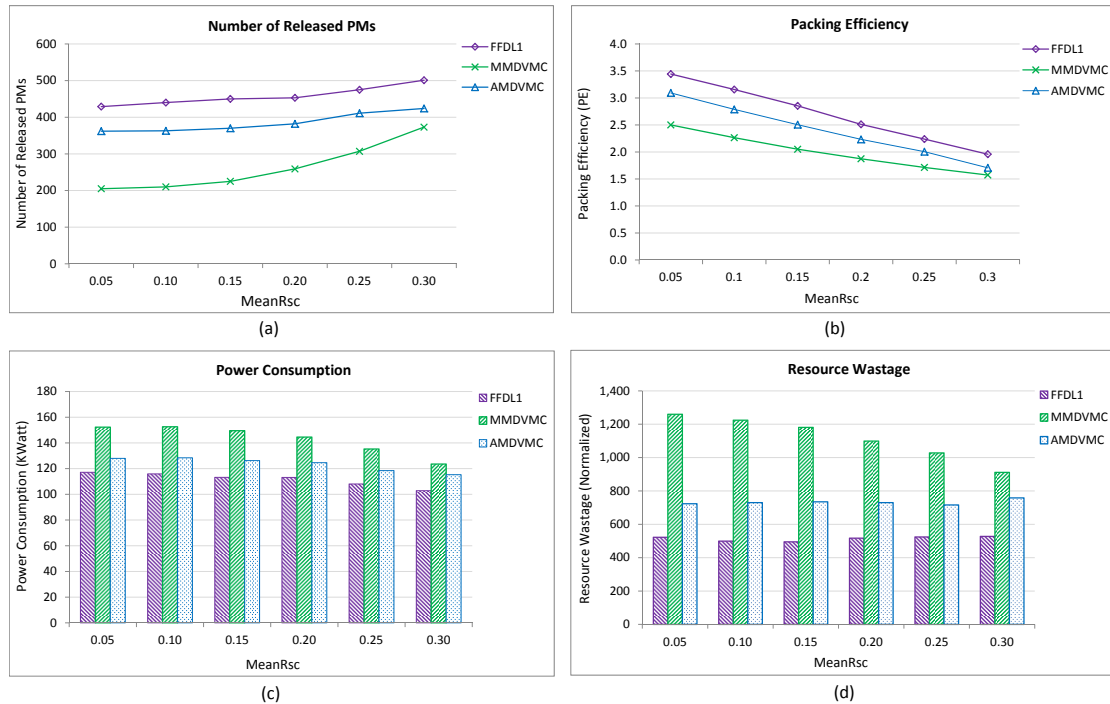 Number of Released PMs
600
500
400
300
200
100
0
Number of Released PMs
0.05 0.10 0.15 0.20 0.25 0.30
MeanRsc
FFDL1
MMDVMC
AMDVMC
(a)
Packing Efficiency
4.0
3.5
3.0
2.5
2.0
1.5
1.0
0.5
0.0
Packing Efficiency (PE)
0.05 0.1 0.15 0.2 0.25 0.3
MeanRsc
FFDL1
MMDVMC
AMDVMC
(b)
Power Consumption
180
160
140
120
100
80
60
40
20
0
Power Consumption (KWatt)
0.05 0.10 0.15 0.20 0.25 0.30
MeanRsc
FFDL1
MMDVMC
AMDVMC
(c)
Resource Wastage
1,400
1,200
1,000
800
600
400
200
0
Resource Wastage (Normalized)
0.05 0.10 0.15 0.20 0.25 0.30
MeanRsc
FFDL1
MMDVMC
AMDVMC
(d)